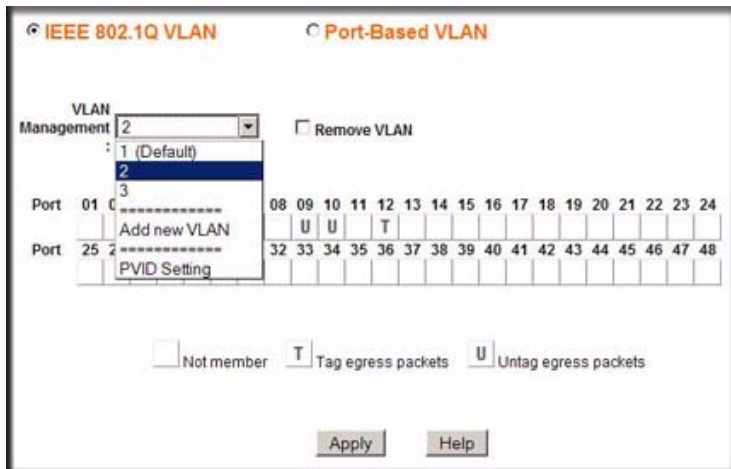 IEEE 802.1Q VLAN Port-Based VLAN
VLAN
Management 2 Remove VLAN
:
1 (Default)
2
3
============
Add new VLAN
============
PVID Setting
Port 01 08 09 10 11 12 13 14 15 16 17 18 19 20 21 22 23 24
U U T
Port 25 32 33 34 35 36 37 38 39 40 41 42 43 44 45 46 47 48
Not member T Tag egress packets U Untag egress packets
Apply Help